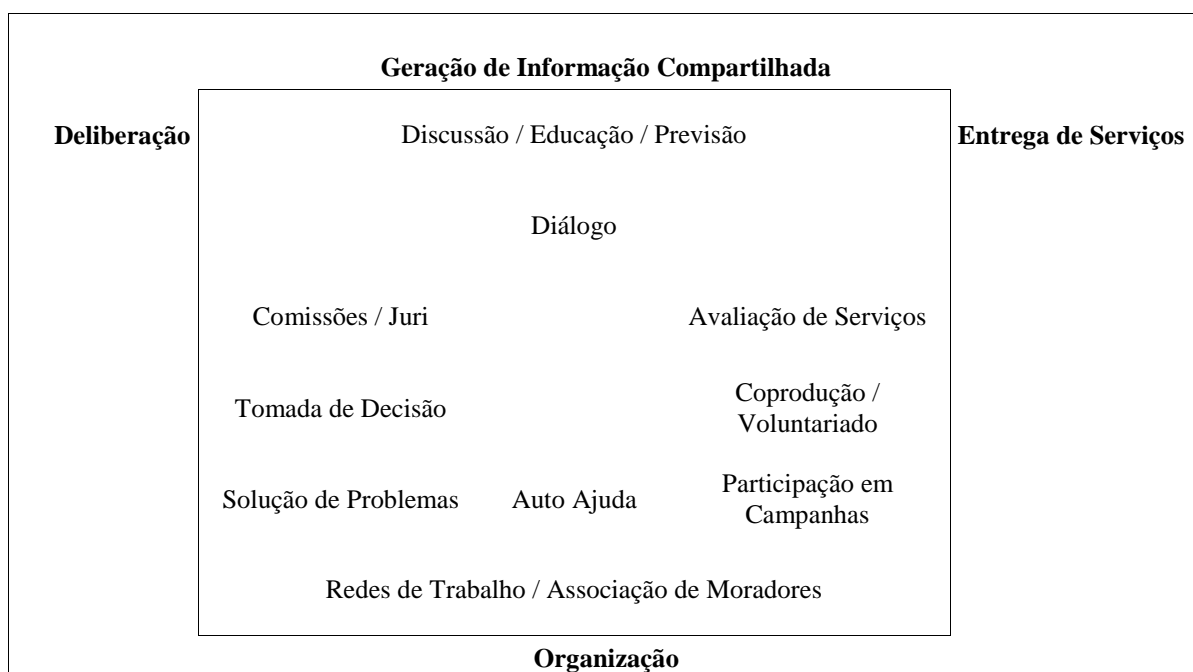 Geração de Informação Compartilhada
Deliberação
Discussão / Educação / Previsão
Entrega de Serviços
Diálogo
Comissões / Juri
Avaliação de Serviços
Tomada de Decisão
Coprodução /
Voluntariado
Solução de Problemas
Auto Ajuda
Participação em
Campanhas
Redes de Trabalho / Associação de Moradores
Organização